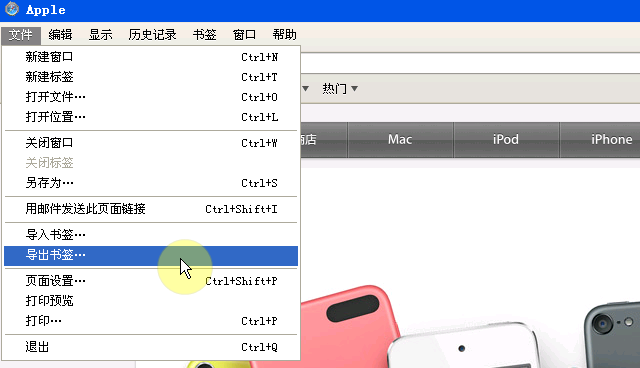 Apple
文件 编辑 显示 历史记录 书签 窗口 帮助
新建窗口 Ctrl+N
新建标签 Ctrl+T
打开文件… Ctrl+O
打开位置… Ctrl+L
热门
关闭窗口 Ctrl+W
商店 Mac iPod iPhone
关闭标签
另存为… Ctrl+S
用邮件发送此页面链接 Ctrl+Shift+I
导入书签…
导出书签…
页面设置… Ctrl+Shift+P
打印预览
打印… Ctrl+P
退出 Ctrl+Q